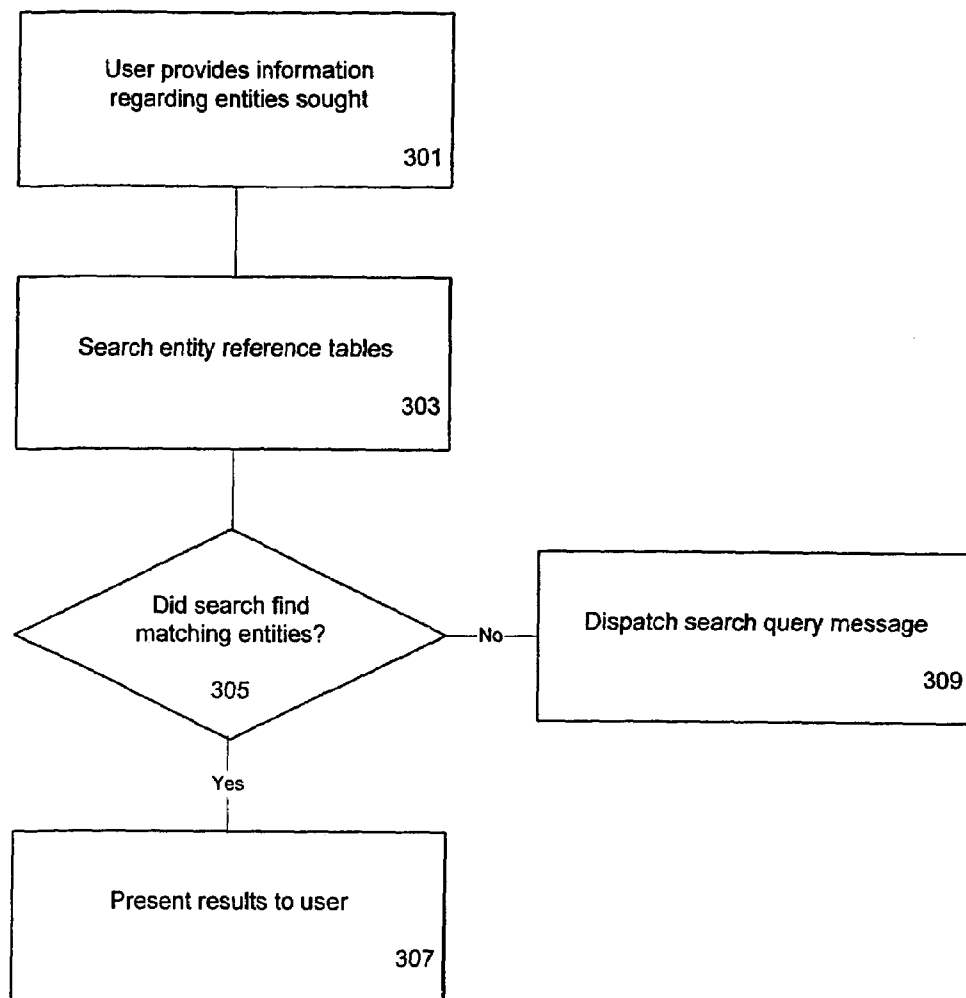 User provides information
regarding entities sought
301
Search entity reference tables
303
Did search find
matching entities?
305
No
Dispatch search query message
309
Yes
Present results to user
307